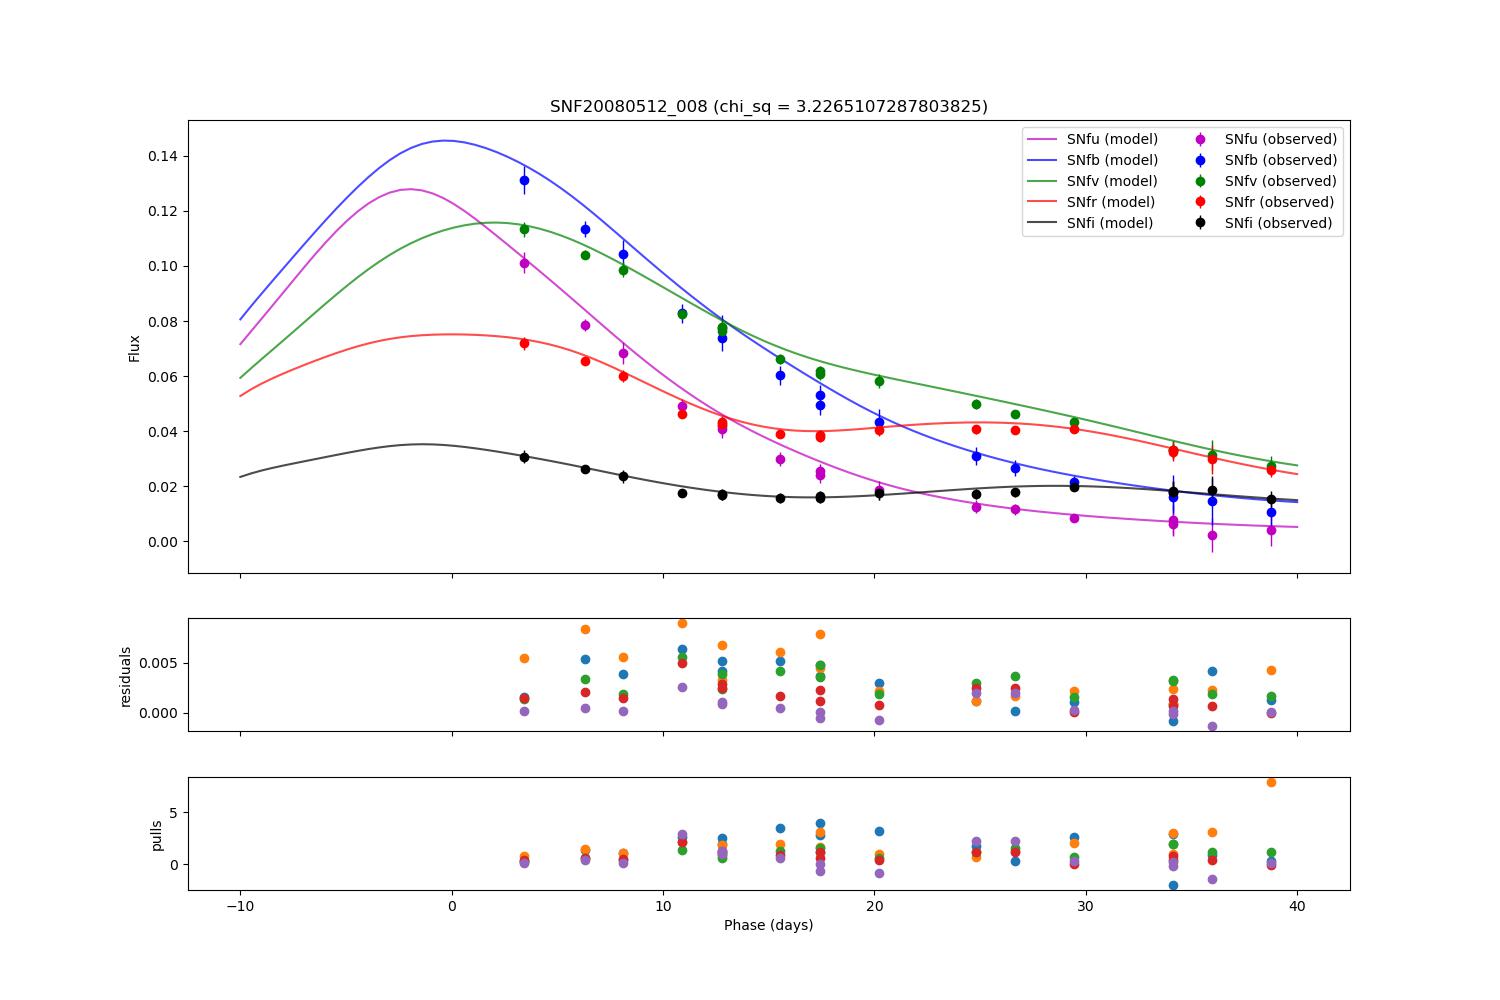 SNF20080512_008 (chi_sq = 3.2265107287803825)
SNfu (model) SNfu (observed)
SNfb (model) SNfb (observed)
SNfv (model) SNfv (observed)
SNfr (model) SNfr (observed)
SNfi (model) SNfi (observed)
Flux
0.14
0.12
0.10
0.08
0.06
0.04
0.02
0.00
residuals
0.005
0.000
pulls
5
0
−10 0 10 20 30 40
Phase (days)